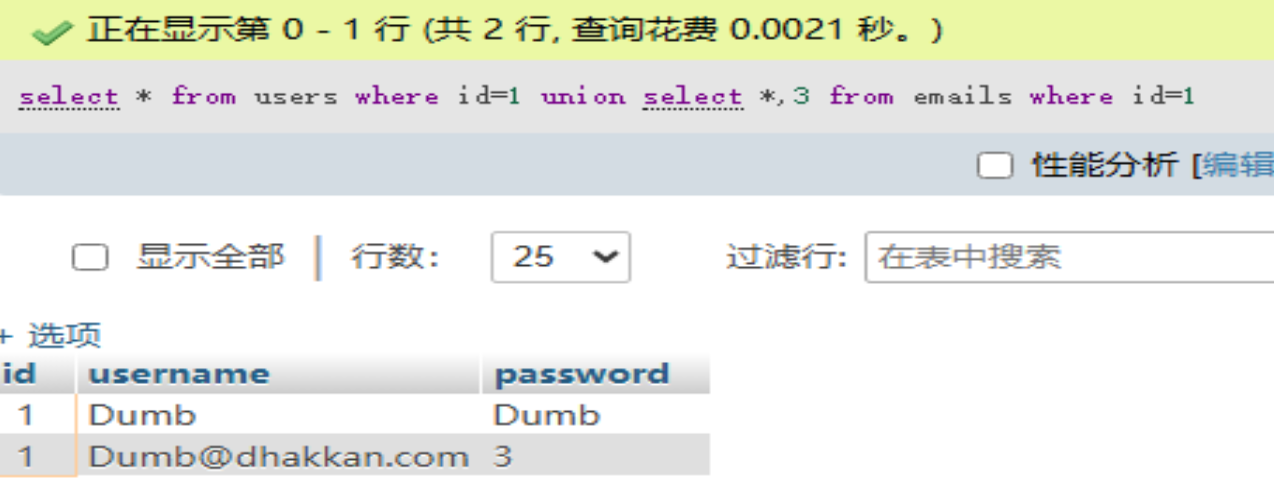 正在显示第 0 - 1 行 (共 2 行, 查询花费 0.0021 秒。)
select * from users where id=1 union select *,3 from emails where id=1
性能分析 [编辑
显示全部 | 行数: 25 过滤行: 在表中搜索
+ 选项
id username password
1 Dumb Dumb
1 Dumb@dhakkan.com 3